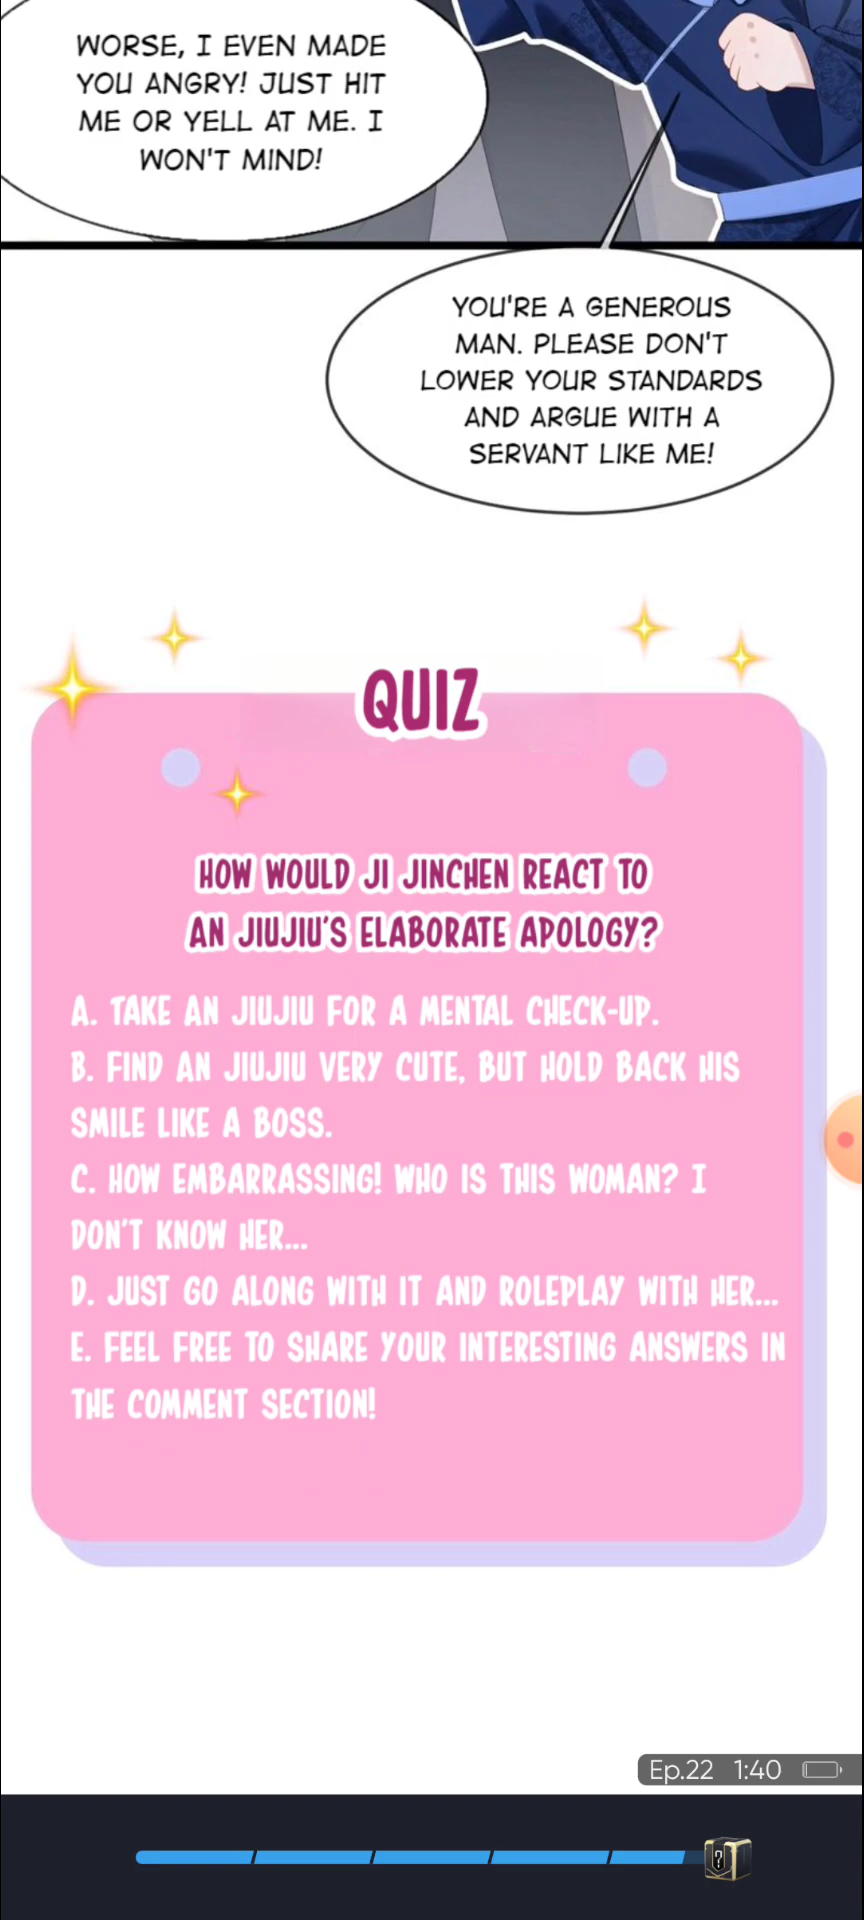 WORSE, I EVEN MADE
YOU ANGRY! JUST HIT
ME OR YELL AT ME. I
WON'T MIND!
YOU'RE A GENEROUS
MAN. PLEASE DON'T
LOWER YOUR STANDARDS
AND ARGUE WITH A
SERVANT LIKE ME!
QUIZ
HOW WOULD JI JINCHEN REACT TO
AN JIUJIU'S ELABORATE APOLOGY?
A. TAKE AN JIUJIU FOR A MENTAL CHECK-UP.
B. FIND AN JIUJIU VERY CUTE, BUT HOLD BACK HIS
SMILE LIKE A BOSS.
C. HOW EMBARRASSING! WHO IS THIS WOMAN? I
DON'T KNOW HER...
D. JUST GO ALONG WITH IT AND ROLEPLAY WITH HER...
E. FEEL FREE TO SHARE YOUR INTERESTING ANSWERS IN
THE COMMENT SECTION!
Ep.22 1:40
?